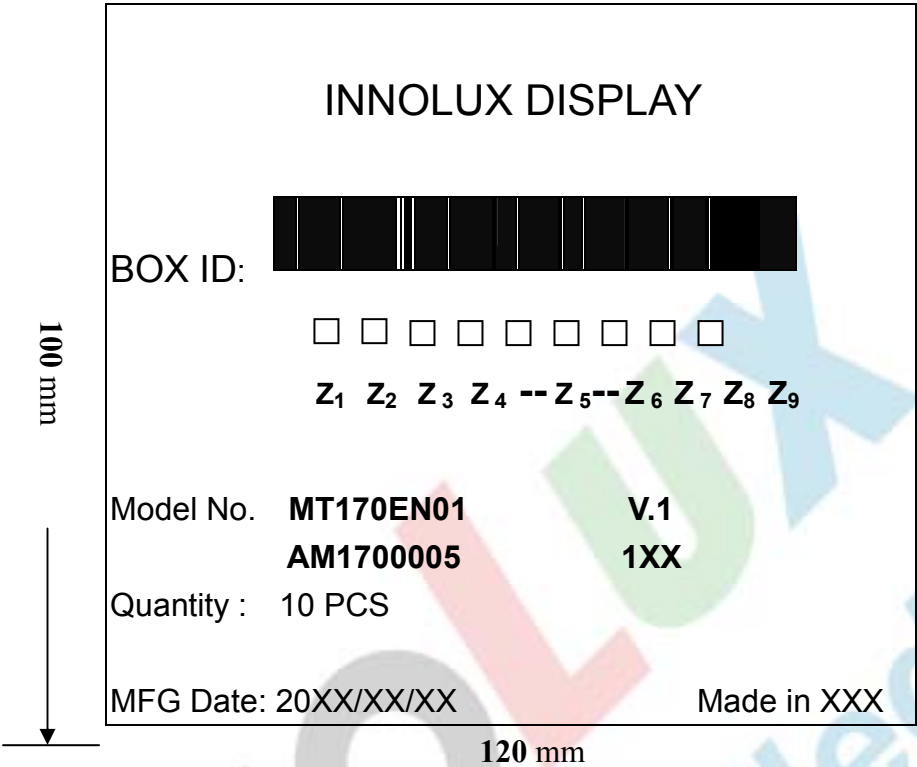 INNOLUX DISPLAY
BOX ID:
□ □ □ □ □ □ □ □ □
Z1 Z2 Z3 Z4 --Z5--Z6 Z7 Z8 Z9
100 mm
Model No. MT170EN01 V.1
AM1700005 1XX
Quantity : 10 PCS
MFG Date: 20XX/XX/XX Made in XXX
120 mm